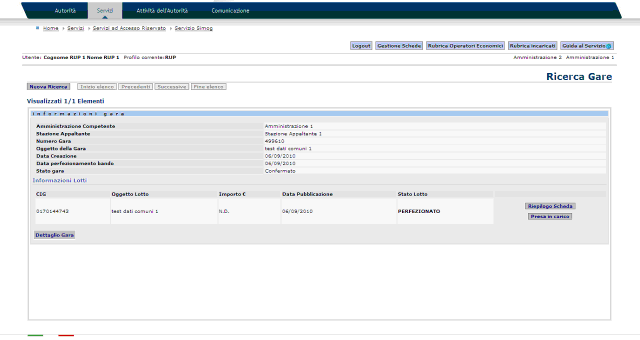 Autorità Servizi Attività dell'Autorità Comunicazione
Home > Servizi > Servizi ad Accesso Riservato > Servizio Simog
Logout Gestione Schede Rubrica Operatori Economici Rubrica Incaricati Guida al Servizio
Utente: Cognome RUP 1 Nome RUP 1 Profilo corrente: RUP Amministrazione 2 Amministrazione 1
Ricerca Gare
Nuova Ricerca Inizio elenco Precedenti Successive Fine elenco
Visualizzati 1/1 Elementi
Informazioni gara
Amministrazione Competente Amministrazione 1
Stazione Appaltante Stazione Appaltante 1
Numero Gara 499610
Oggetto della Gara test dati comuni 1
Data Creazione 06/09/2010
Data perfezionamento bando 06/09/2010
Stato gara Confermato
Informazioni Lotti
CIG Oggetto Lotto Importo € Data Pubblicazione Stato Lotto
0170144743 test dati comuni 1 N.D. 06/09/2010 PERFEZIONATO
Riepilogo Scheda
Presa in carico
Dettaglio Gara